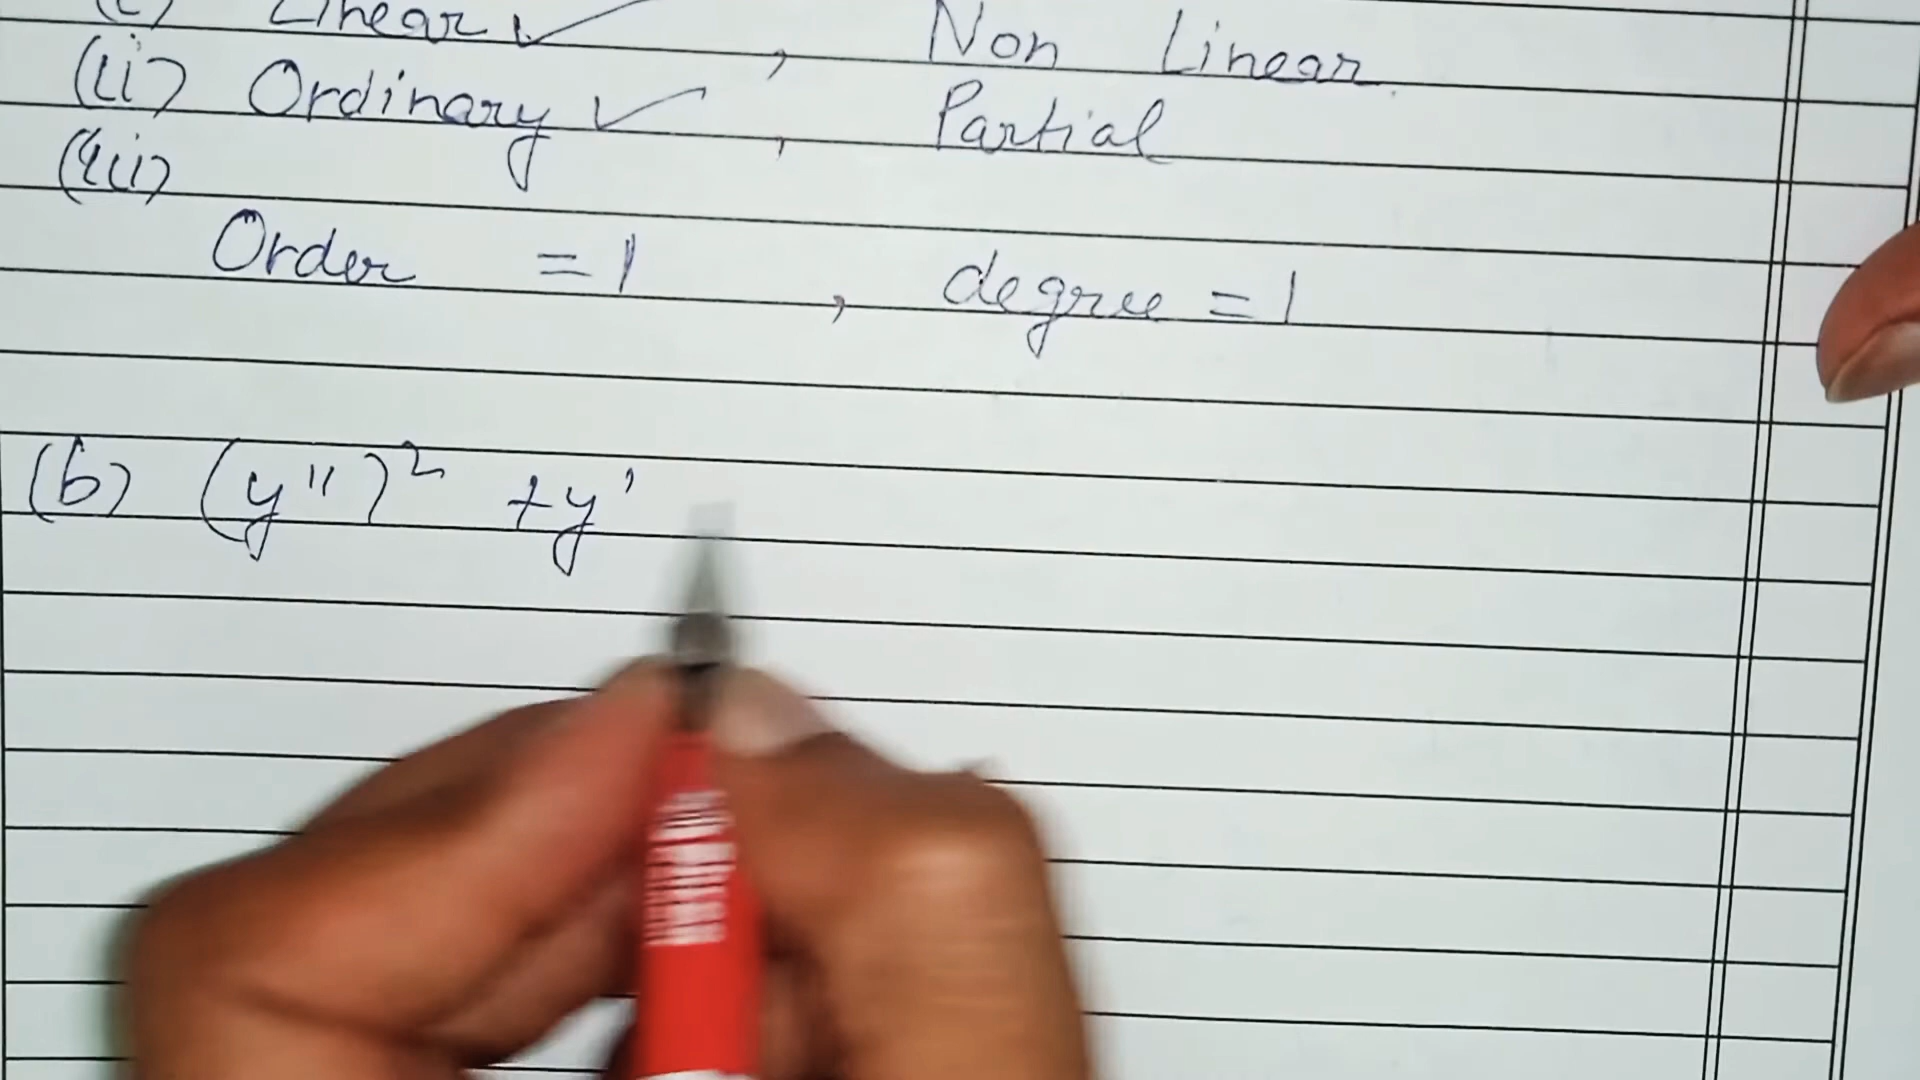 (i) Linear ✓ , Non Linear
(ii) Ordinary ✓ , Partial
(iii)
Order = 1 , degree = 1
(b) (y'')² + y'